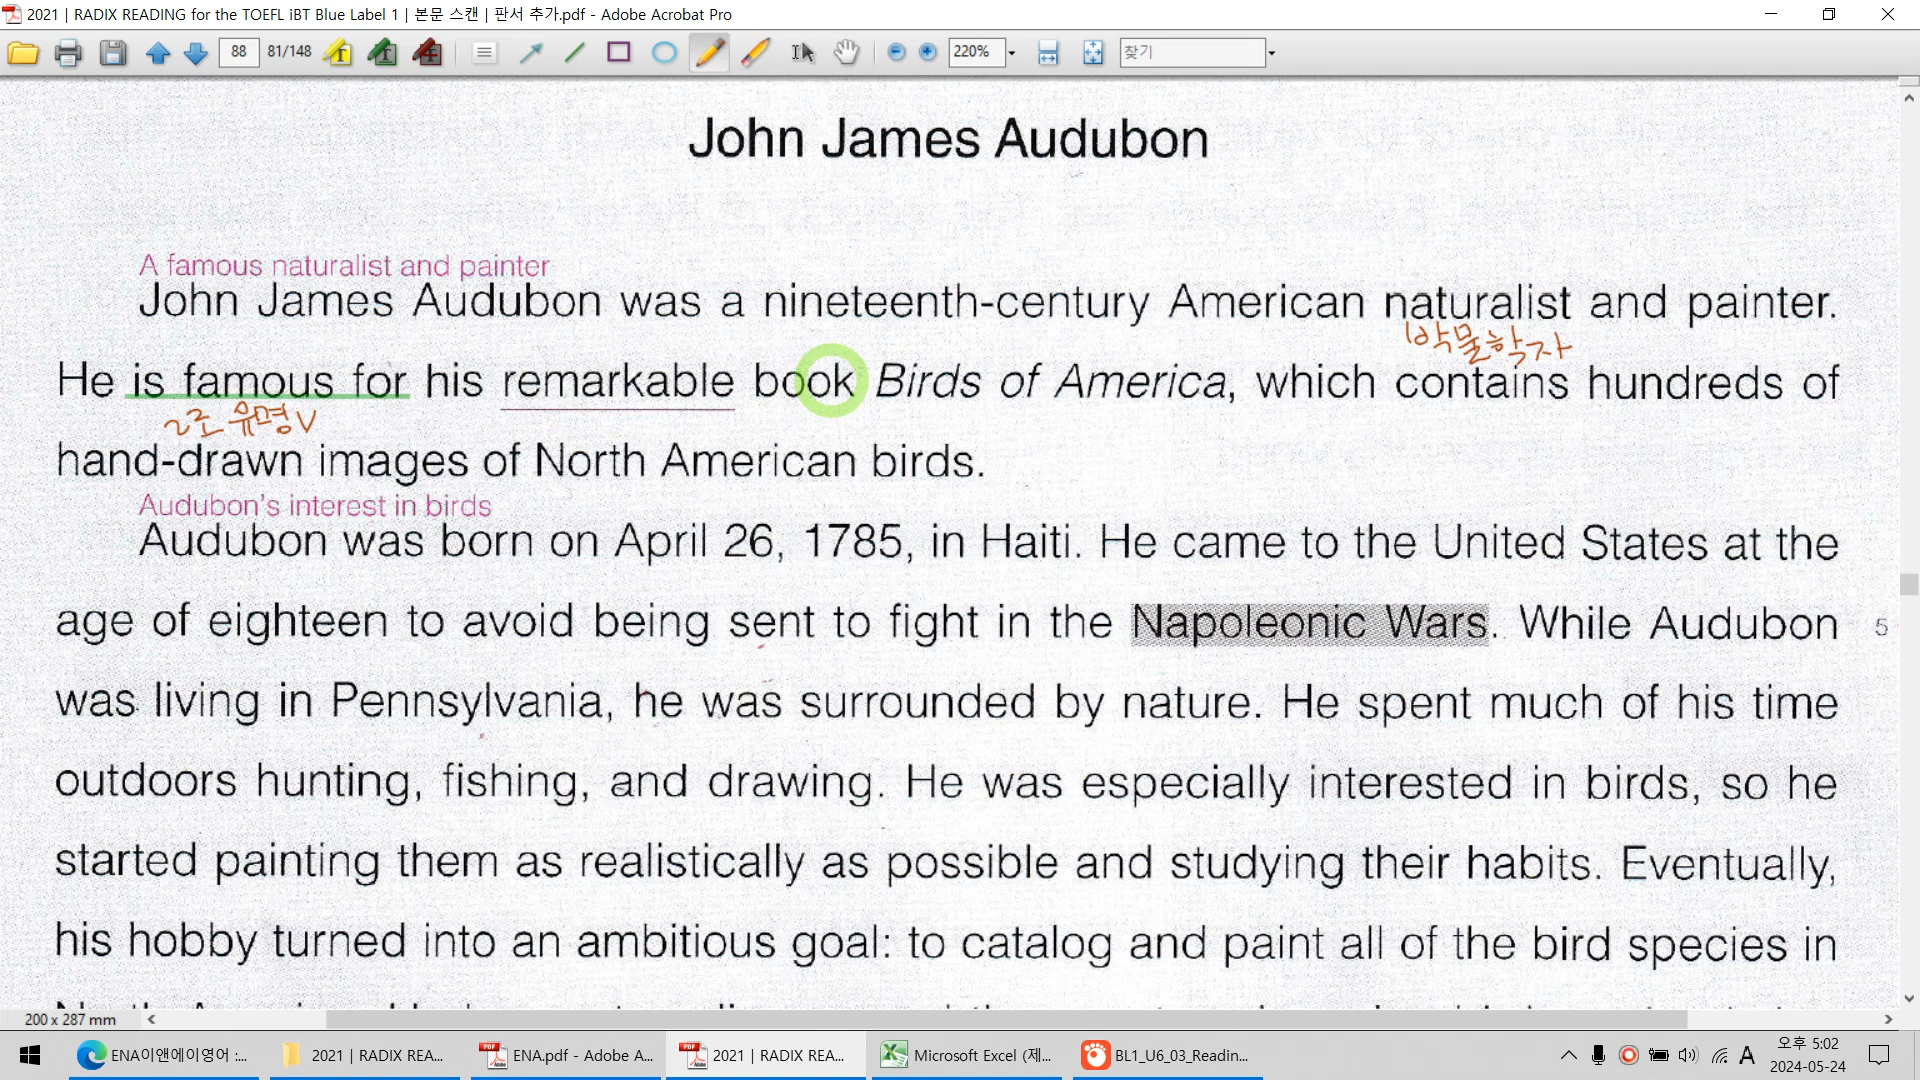 2021 | RADIX READING for the TOEFL iBT Blue Label 1 | 본문 스캔 | 판서 추가.pdf - Adobe Acrobat Pro
88 81/148 220% 찾기
John James Audubon
A famous naturalist and painter
John James Audubon was a nineteenth-century American naturalist and painter.
박물학자
He is famous for his remarkable book Birds of America, which contains hundreds of
~로 유명V
hand-drawn images of North American birds.
Audubon's interest in birds
Audubon was born on April 26, 1785, in Haiti. He came to the United States at the
age of eighteen to avoid being sent to fight in the Napoleonic Wars. While Audubon 5
was living in Pennsylvania, he was surrounded by nature. He spent much of his time
outdoors hunting, fishing, and drawing. He was especially interested in birds, so he
started painting them as realistically as possible and studying their habits. Eventually,
his hobby turned into an ambitious goal: to catalog and paint all of the bird species in
200 x 287 mm
ENA이앤에이영어 :... 2021 | RADIX REA... ENA.pdf - Adobe A... 2021 | RADIX REA... Microsoft Excel (제... BL1_U6_03_Readin... A 오후 5:02
2024-05-24